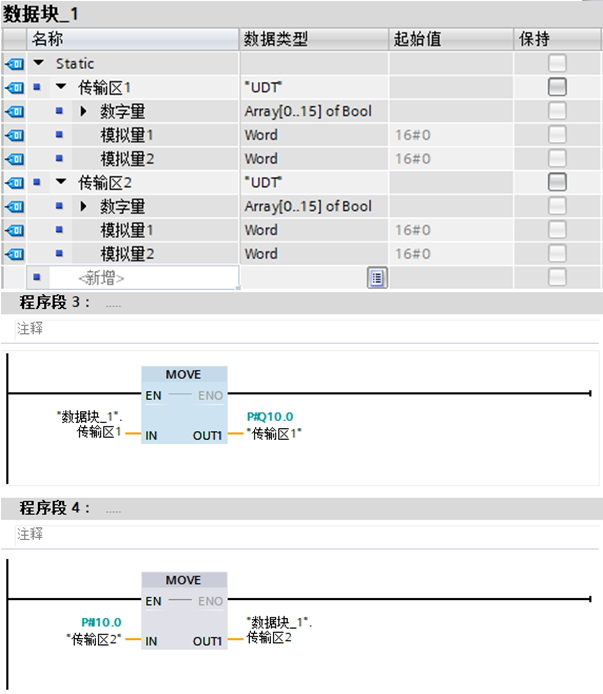 数据块_1
名称 数据类型 起始值 保持
Static
传输区1 "UDT"
数字量 Array[0..15] of Bool
模拟量1 Word 16#0
模拟量2 Word 16#0
传输区2 "UDT"
数字量 Array[0..15] of Bool
模拟量1 Word 16#0
模拟量2 Word 16#0
<新增>
程序段 3： .....
注释
MOVE
EN ENO
"数据块_1". P#Q10.0
传输区1 IN OUT1 "传输区1"
程序段 4： .....
注释
MOVE
EN ENO
P#I10.0 "数据块_1".
"传输区2" IN OUT1 传输区2